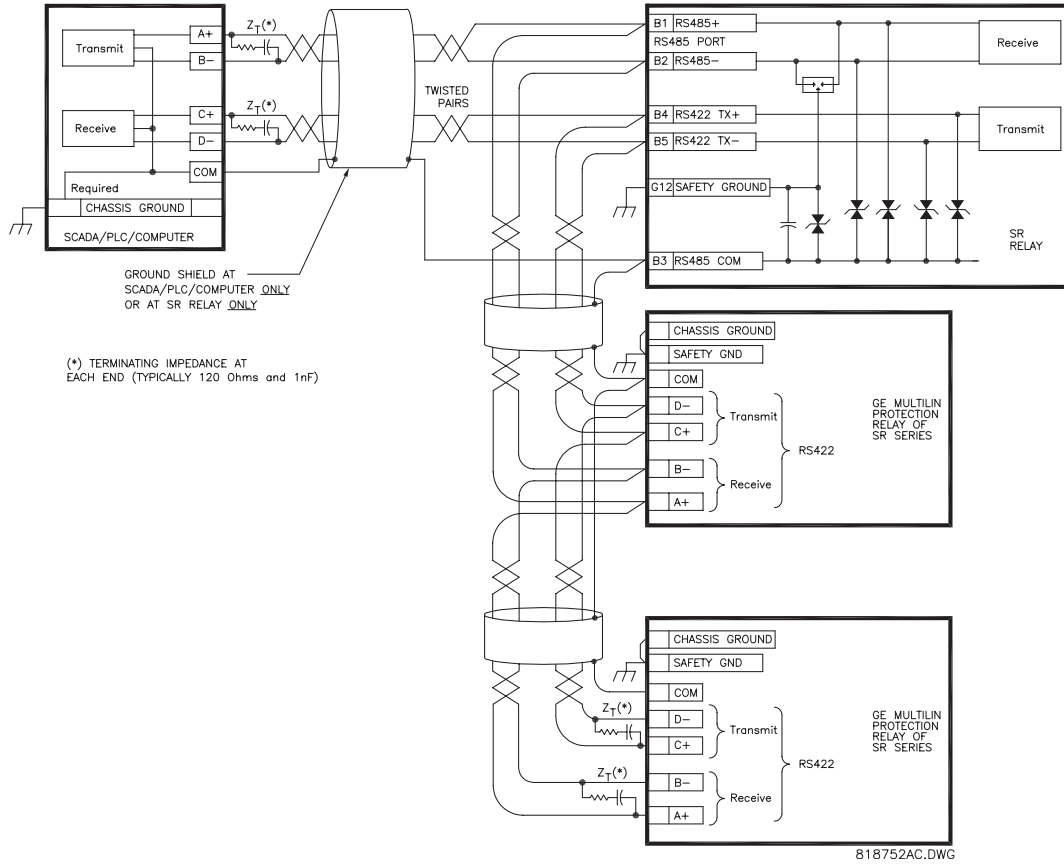 Transmit
A+
B−
ZT(*)
Receive
C+
D−
ZT(*)
COM
Required
CHASSIS GROUND
SCADA/PLC/COMPUTER
GROUND SHIELD AT
SCADA/PLC/COMPUTER ONLY
OR AT SR RELAY ONLY
(*) TERMINATING IMPEDANCE AT
EACH END (TYPICALLY 120 Ohms and 1nF)
TWISTED
PAIRS
B1 RS485+
RS485 PORT
B2 RS485−
Receive
B4 RS422 TX+
B5 RS422 TX−
Transmit
G12 SAFETY GROUND
B3 RS485 COM
SR
RELAY
CHASSIS GROUND
SAFETY GND
COM
D−
C+
Transmit
B−
A+
Receive
RS422
GE MULTILIN
PROTECTION
RELAY OF
SR SERIES
CHASSIS GROUND
SAFETY GND
COM
ZT(*)
D−
C+
Transmit
ZT(*)
B−
A+
Receive
RS422
GE MULTILIN
PROTECTION
RELAY OF
SR SERIES
818752AC.DWG